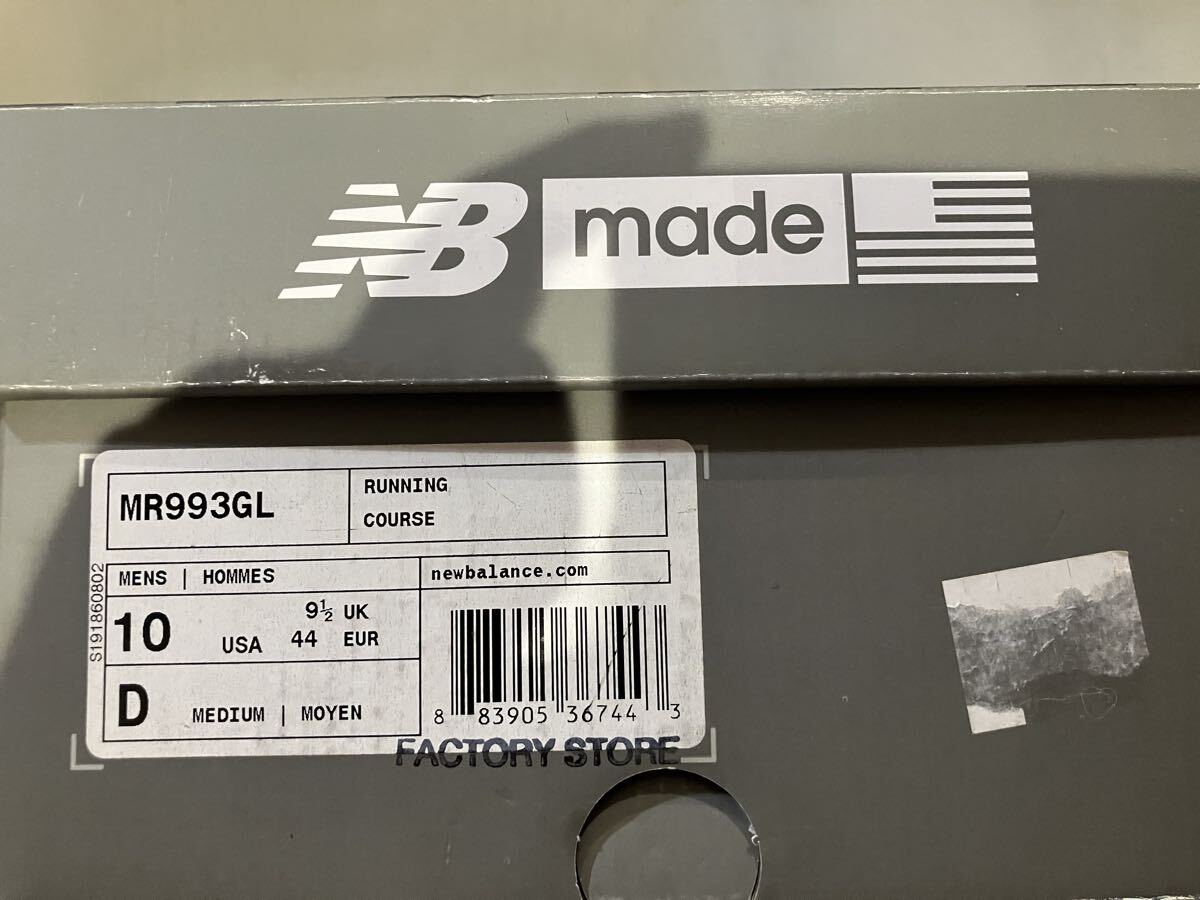 NB made
MR993GL
RUNNING
COURSE
MENS | HOMMES
newbalance.com
10 USA
9½ UK
44 EUR
D MEDIUM | MOYEN
S191860802
8 83905 36744 3
FACTORY STORE